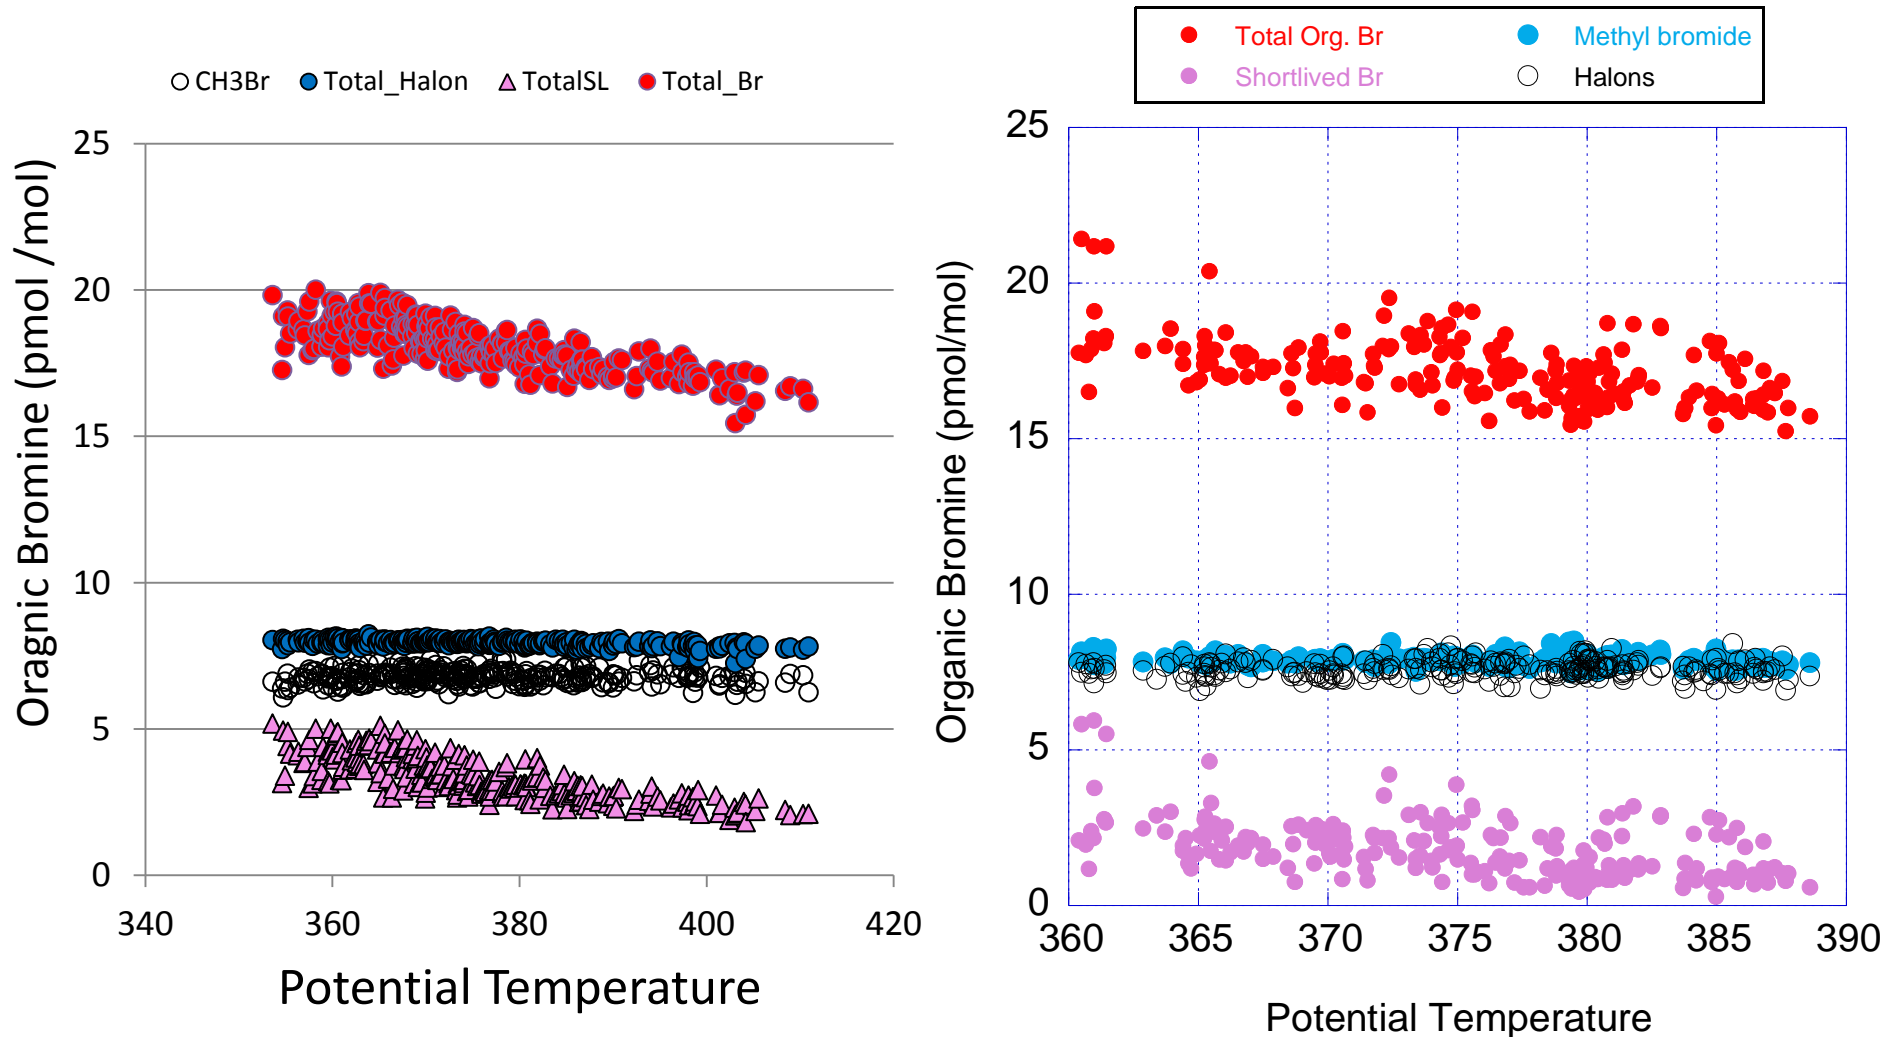 CH3Br Total_Halon TotalSL Total_Br
25
20
15
10
5
0
340 360 380 400 420
Oragnic Bromine (pmol /mol)
Potential Temperature
Total Org. Br Methyl bromide
Shortlived Br Halons
25
20
15
10
5
0
360 365 370 375 380 385 390
Organic Bromine (pmol/mol)
Potential Temperature